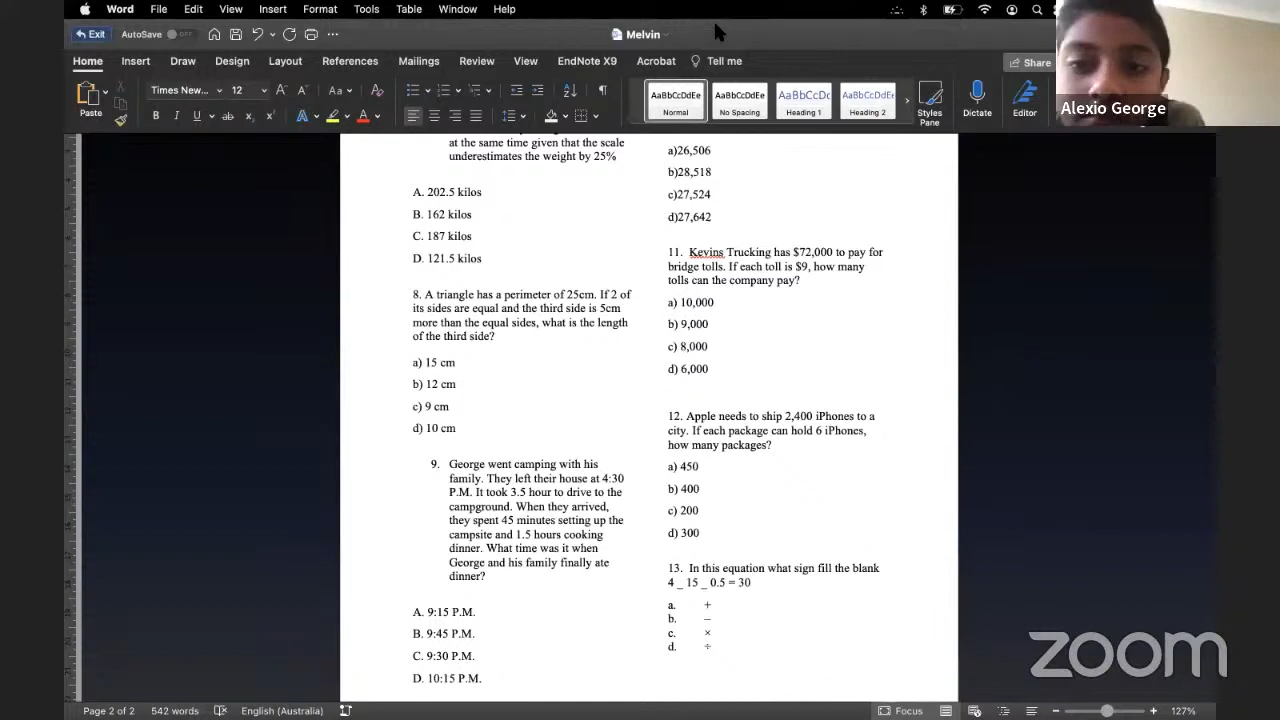 Word File Edit View Insert Format Tools Table Window Help
Exit AutoSave OFF Melvin
Home Insert Draw Design Layout References Mailings Review View EndNote X9 Acrobat Tell me Share
Alexio George
Paste
Times New... 12
AaBbCcDdEe AaBbCcDdEe AaBbCcDc AaBbCcDdEe
Normal No Spacing Heading 1 Heading 2
Styles Pane
Dictate
Editor
at the same time given that the scale
underestimates the weight by 25%
A. 202.5 kilos
B. 162 kilos
C. 187 kilos
D. 121.5 kilos
8. A triangle has a perimeter of 25cm. If 2 of
its sides are equal and the third side is 5cm
more than the equal sides, what is the length
of the third side?
a) 15 cm
b) 12 cm
c) 9 cm
d) 10 cm
9. George went camping with his
family. They left their house at 4:30
P.M. It took 3.5 hour to drive to the
campground. When they arrived,
they spent 45 minutes setting up the
campsite and 1.5 hours cooking
dinner. What time was it when
George and his family finally ate
dinner?
A. 9:15 P.M.
B. 9:45 P.M.
C. 9:30 P.M.
D. 10:15 P.M.
a)26,506
b)28,518
c)27,524
d)27,642
11. Kevins Trucking has $72,000 to pay for
bridge tolls. If each toll is $9, how many
tolls can the company pay?
a) 10,000
b) 9,000
c) 8,000
d) 6,000
12. Apple needs to ship 2,400 iPhones to a
city. If each package can hold 6 iPhones,
how many packages?
a) 450
b) 400
c) 200
d) 300
13. In this equation what sign fill the blank
4 _ 15 _ 0.5 = 30
a. +
b. –
c. ×
d. ÷
zoom
Page 2 of 2 542 words English (Australia) Focus 127%